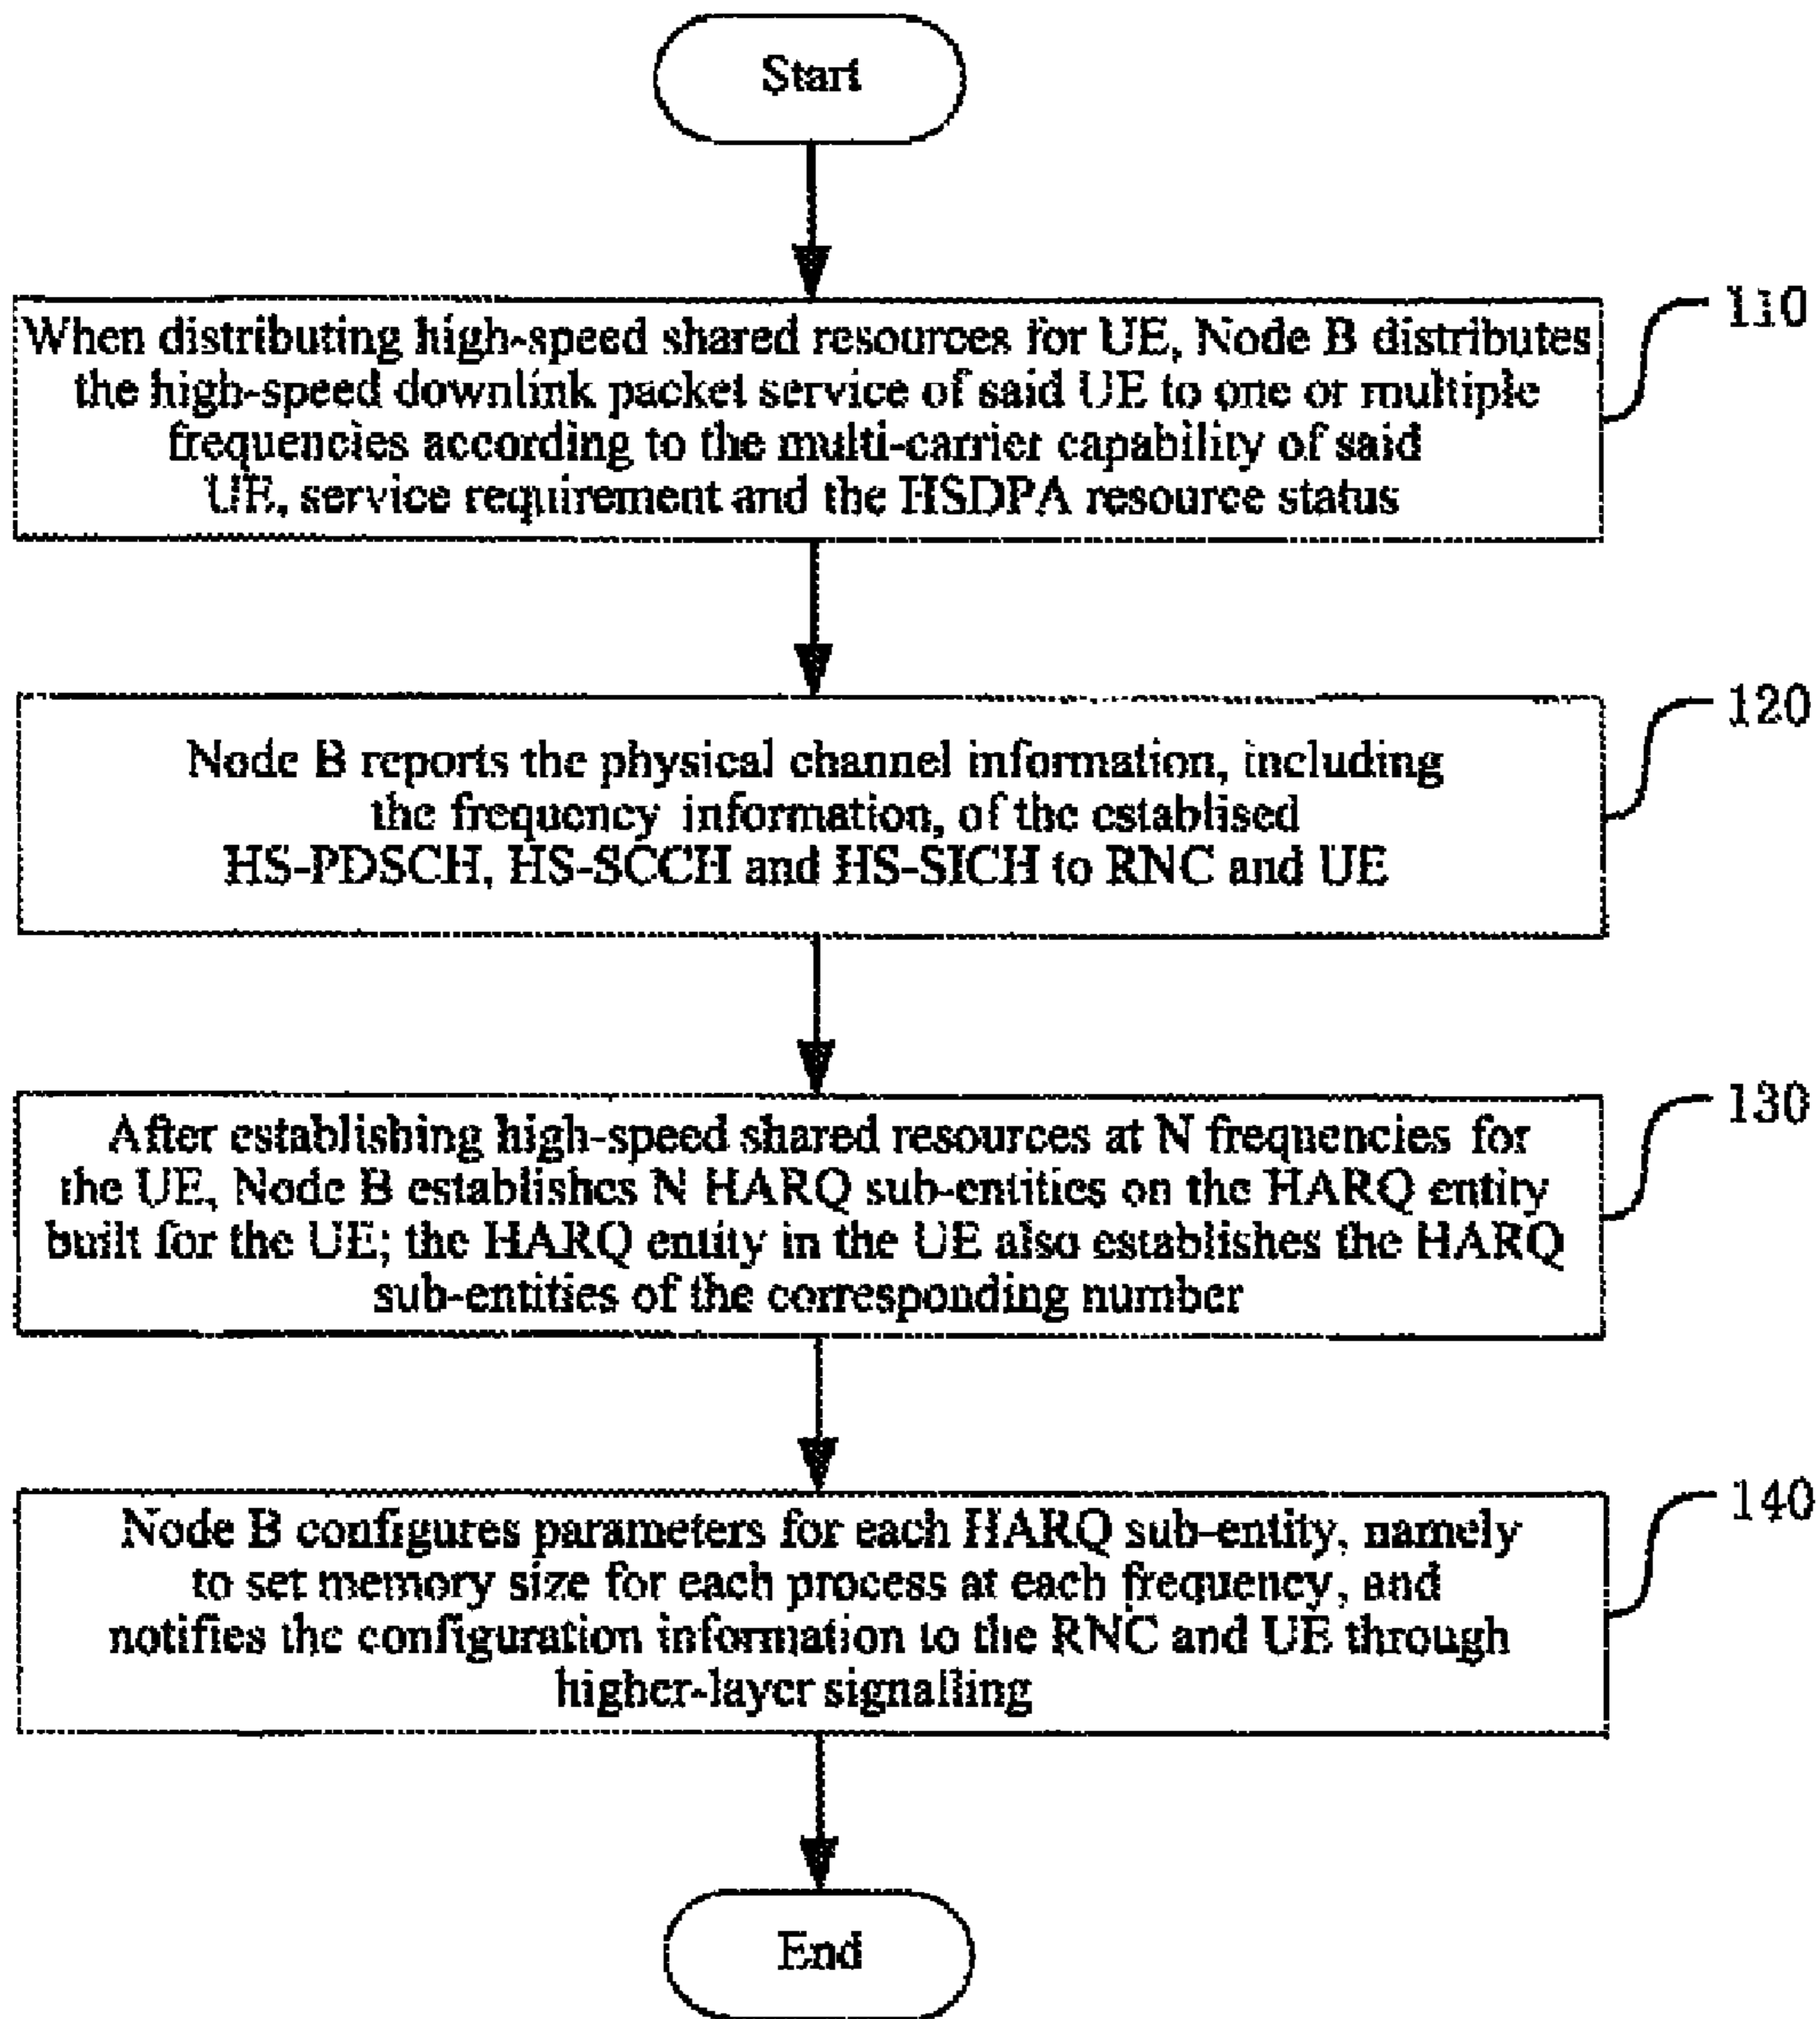 Start
When distributing high-speed shared resources for UE, Node B distributes
the high-speed downlink packet service of said UE to one or multiple
frequencies according to the multi-carrier capability of said
UE, service requirement and the HSDPA resource status
110
Node B reports the physical channel information, including
the frequency information, of the establised
HS-PDSCH, HS-SCCH and HS-SICH to RNC and UE
120
After establishing high-speed shared resources at N frequencies for
the UE, Node B establishes N HARQ sub-entities on the HARQ entity
built for the UE; the HARQ entity in the UE also establishes the HARQ
sub-entities of the corresponding number
130
Node B configures parameters for each HARQ sub-entity, namely
to set memory size for each process at each frequency, and
notifies the configuration information to the RNC and UE through
higher-layer signalling
140
End